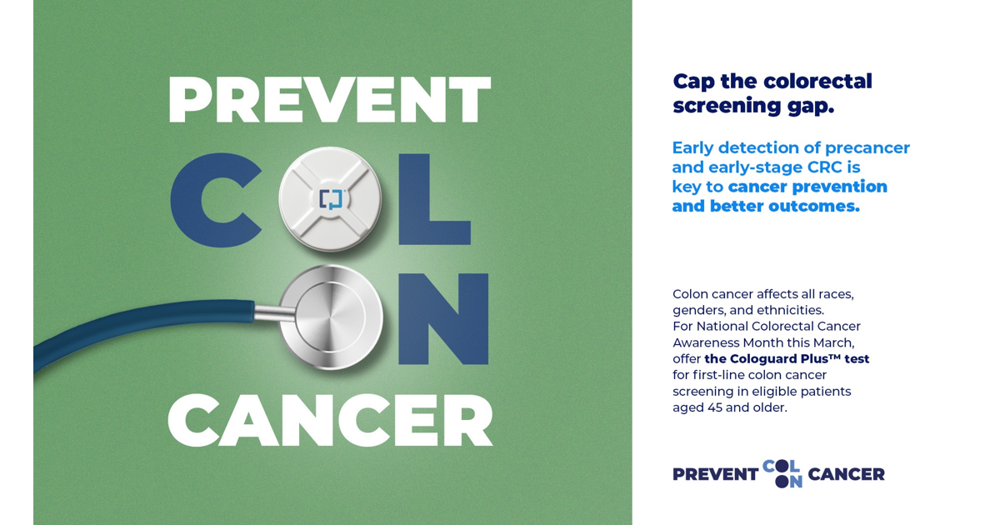 PREVENT
COL
ON
CANCER
Cap the colorectal
screening gap.
Early detection of precancer
and early-stage CRC is
key to cancer prevention
and better outcomes.
Colon cancer affects all races,
genders, and ethnicities.
For National Colorectal Cancer
Awareness Month this March,
offer the Cologuard Plus™ test
for first-line colon cancer
screening in eligible patients
aged 45 and older.
PREVENT COLON CANCER